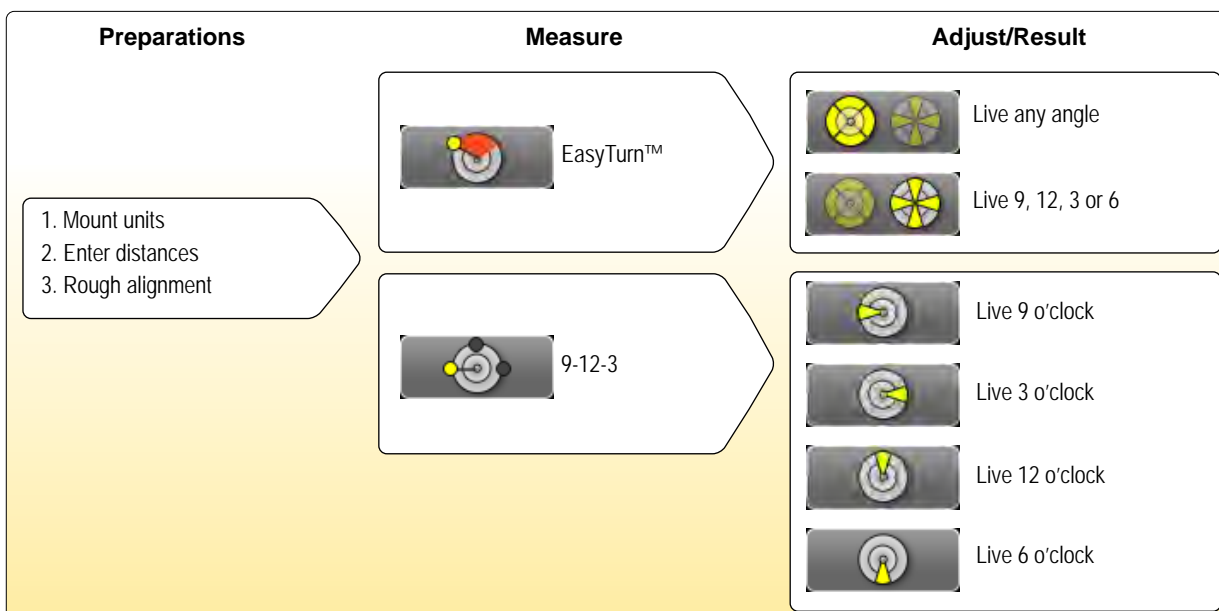 Preparations
Measure
Adjust/Result
1. Mount units
2. Enter distances
3. Rough alignment
EasyTurn™
9-12-3
Live any angle
Live 9, 12, 3 or 6
Live 9 o’clock
Live 3 o’clock
Live 12 o’clock
Live 6 o’clock